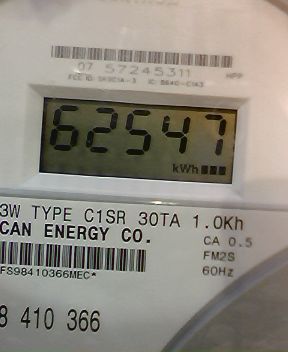 07 57245311
HPP
62547
kWh
3W TYPE C1SR 30TA 1.0Kh
CAN ENERGY CO.
CA 0.5
FM2S
60Hz
FS98410366MEC*
8 410 366